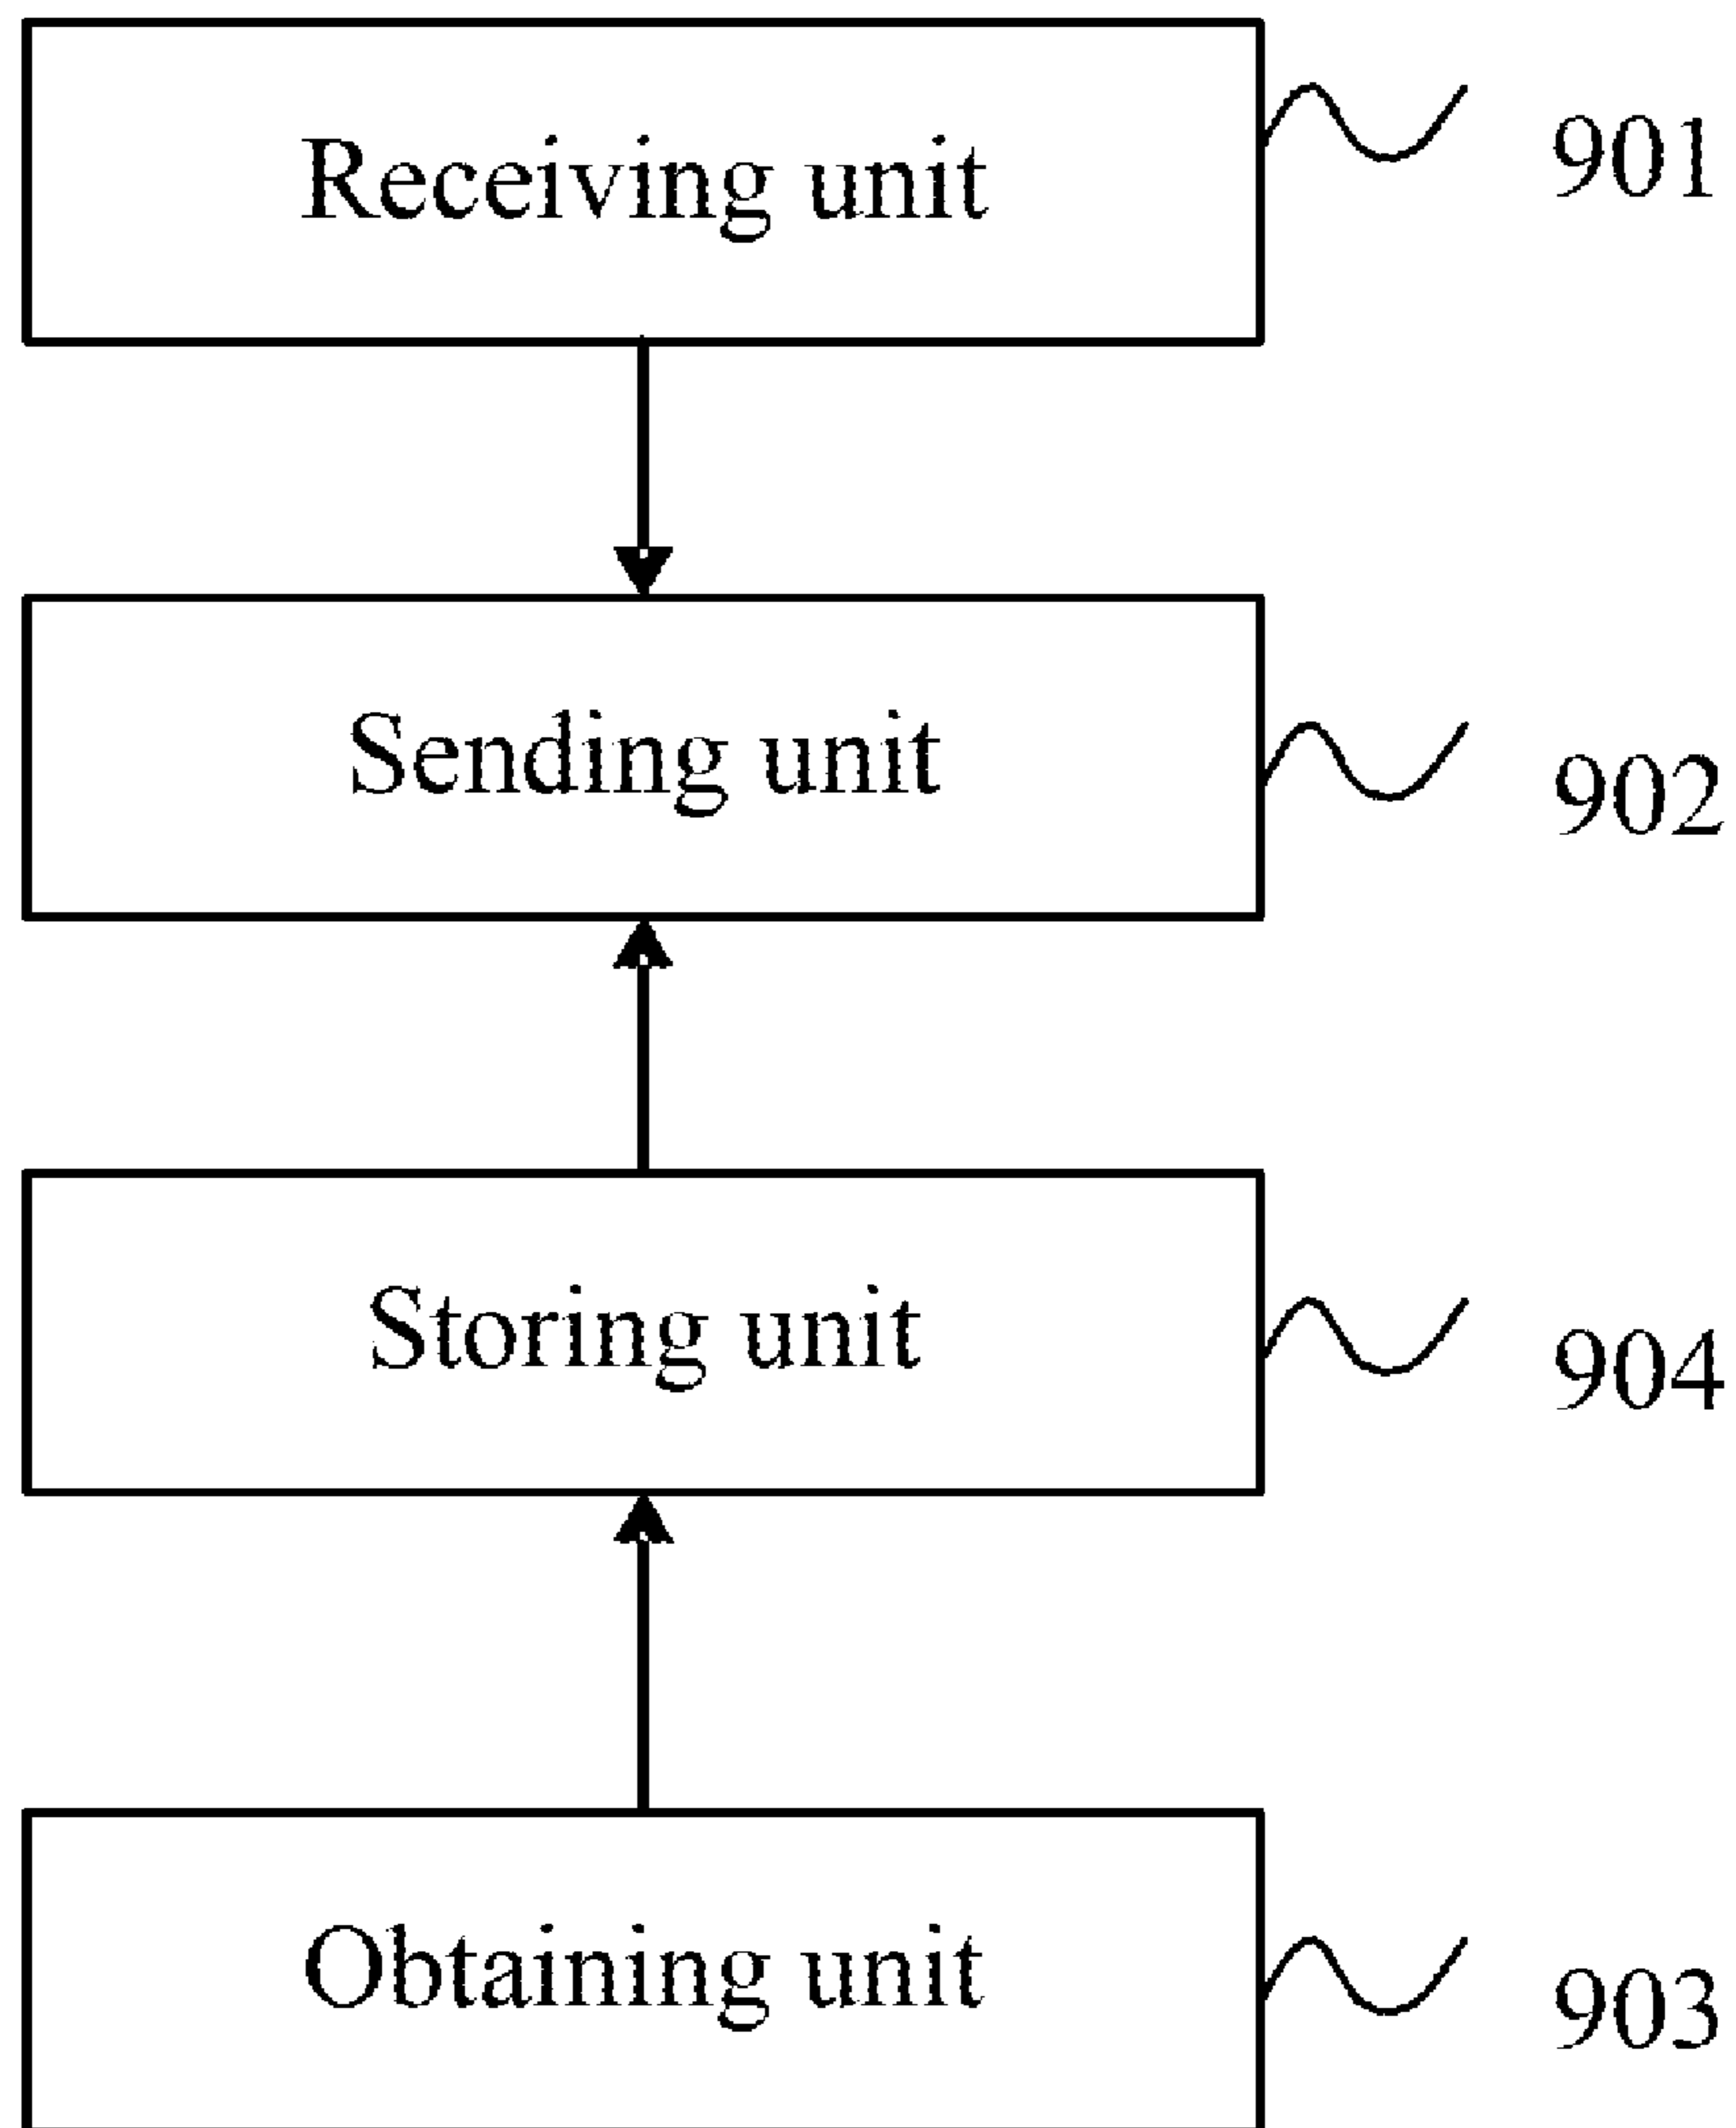 Receiving unit 901
Sending unit 902
Storing unit 904
Obtaining unit 903